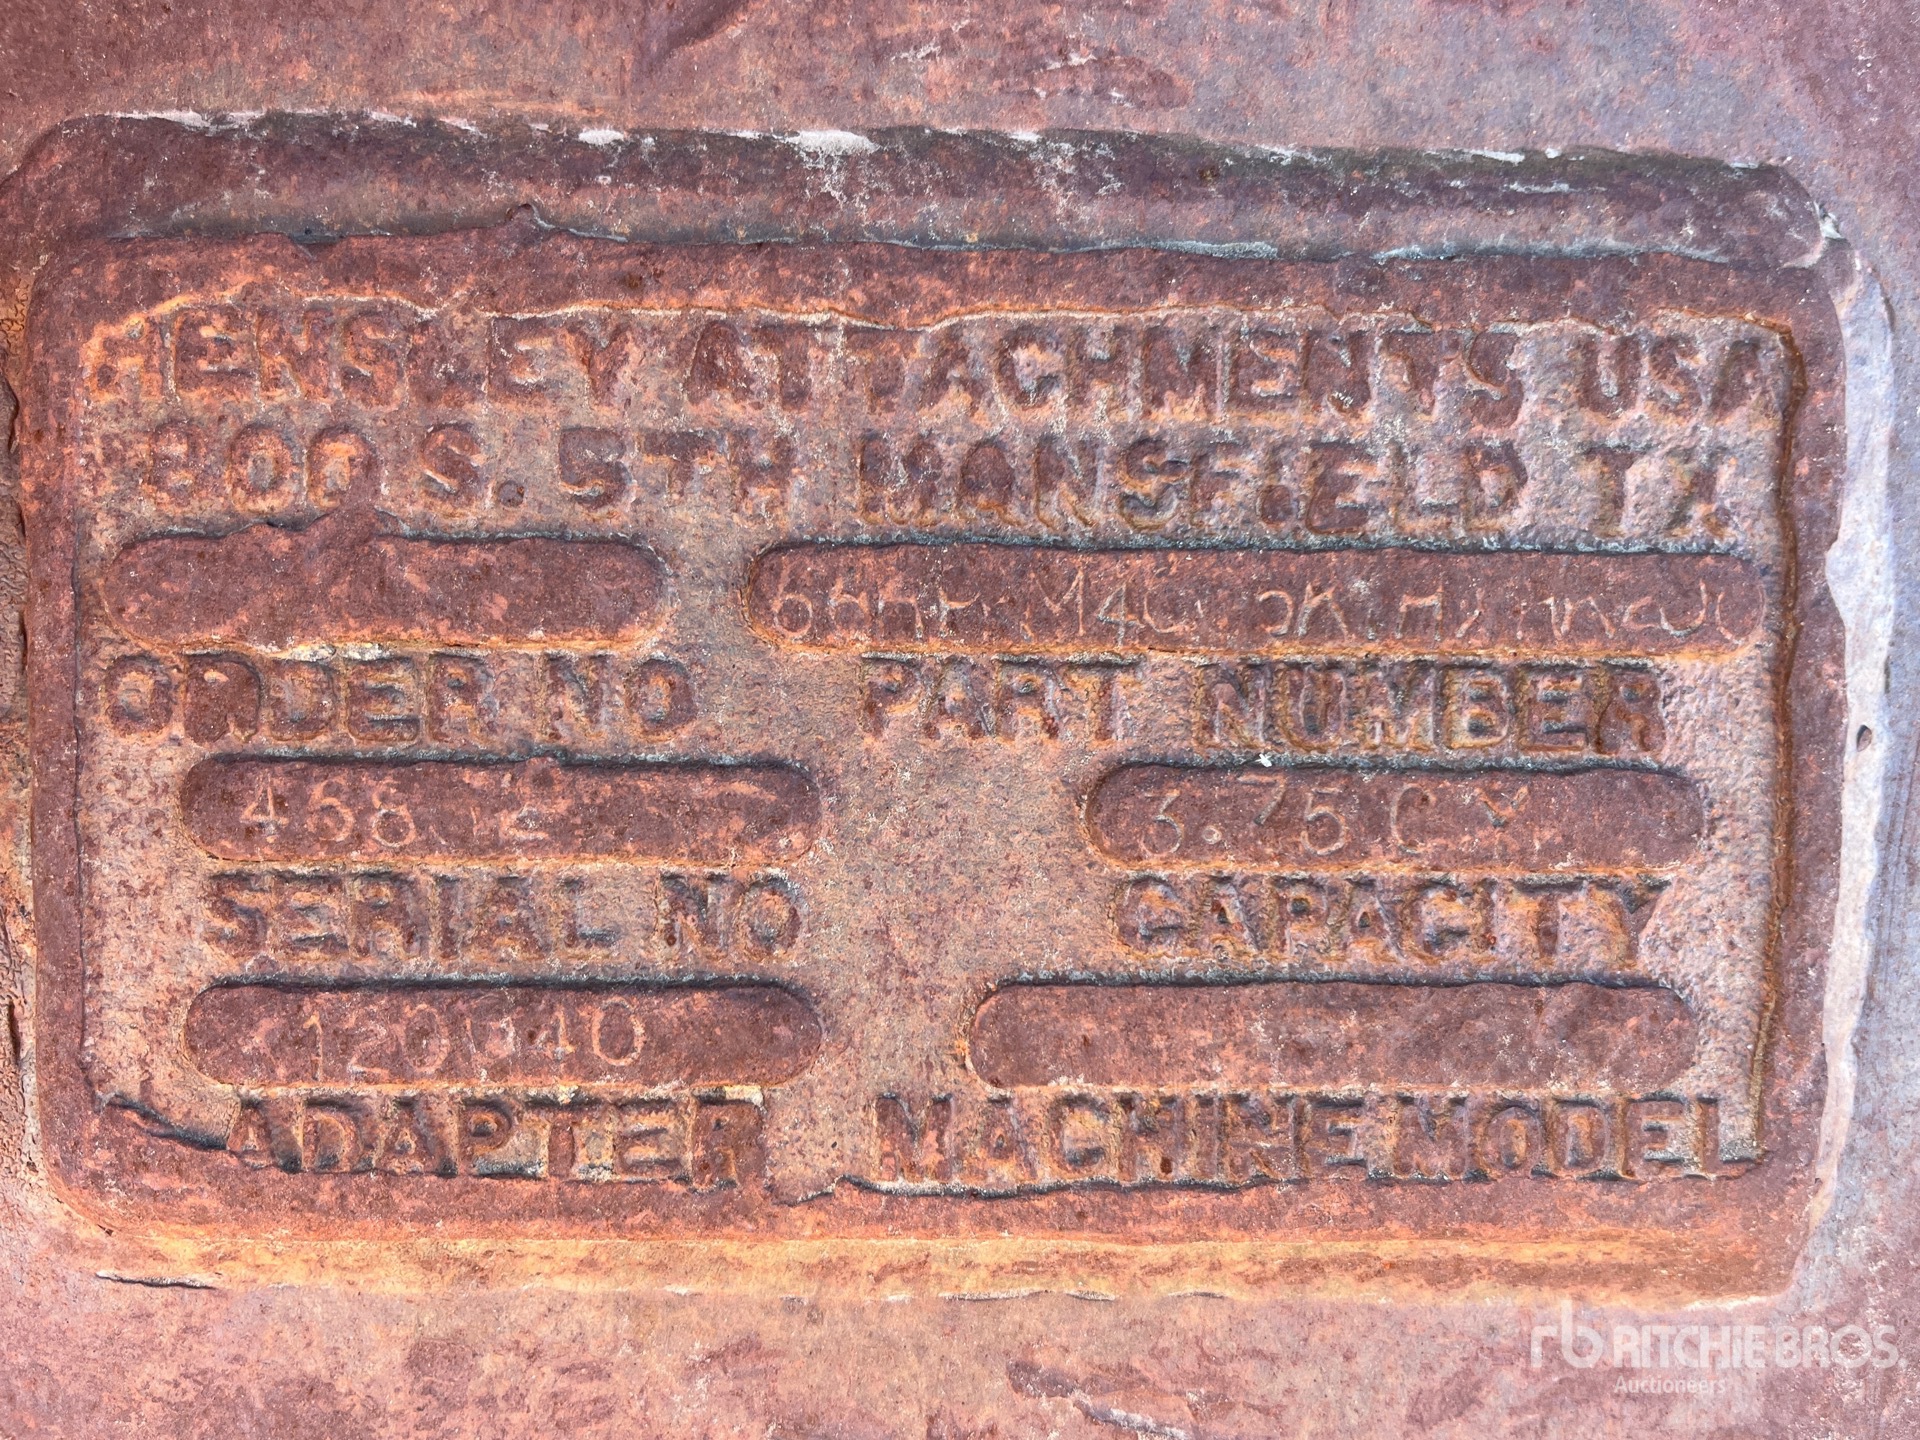 HENSLEY ATTACHMENTS USA
800 S. 5TH MANSFIELD TX
ORDER NO PART NUMBER
3.75 CY
SERIAL NO CAPACITY
120040
ADAPTER MACHINE MODEL
rb RITCHIE BROS.
Auctioneers